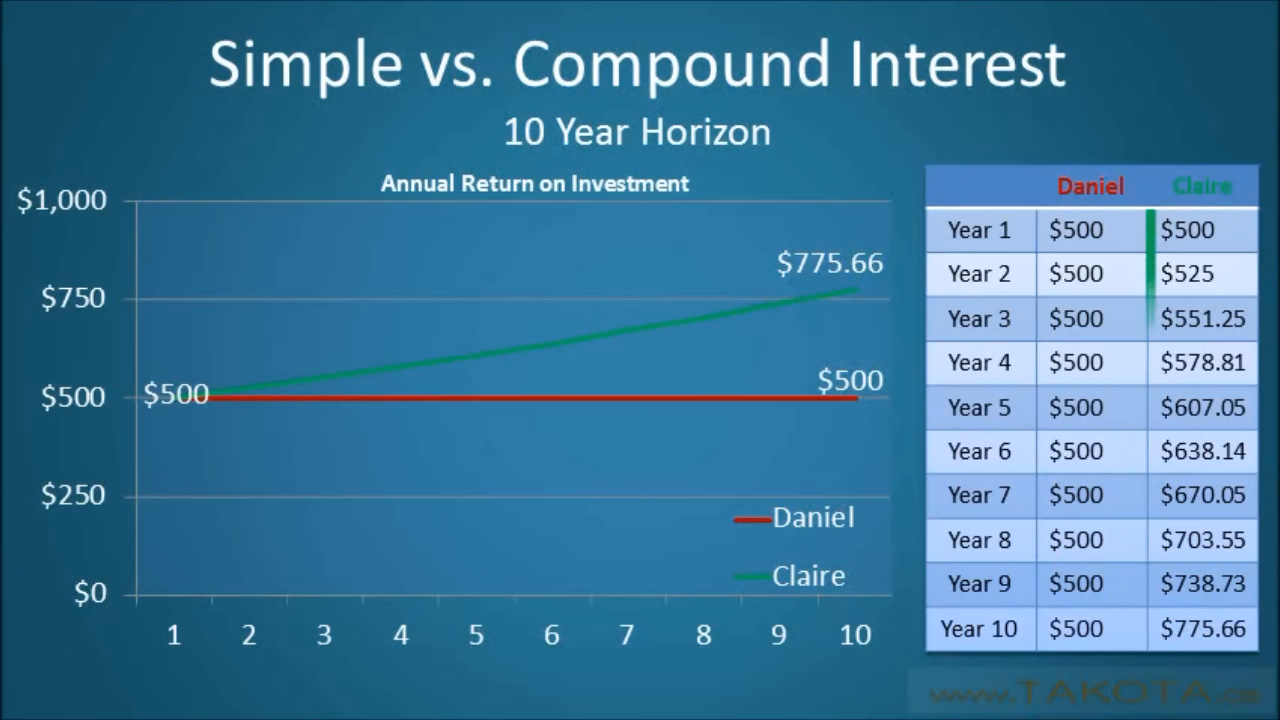 Simple vs. Compound Interest
10 Year Horizon
Annual Return on Investment
$1,000
$750
$500
$250
$0
$500
$775.66
$500
Daniel
Claire
1 2 3 4 5 6 7 8 9 10
Daniel Claire
Year 1 $500 $500
Year 2 $500 $525
Year 3 $500 $551.25
Year 4 $500 $578.81
Year 5 $500 $607.05
Year 6 $500 $638.14
Year 7 $500 $670.05
Year 8 $500 $703.55
Year 9 $500 $738.73
Year 10 $500 $775.66
www.TAKOTA.com